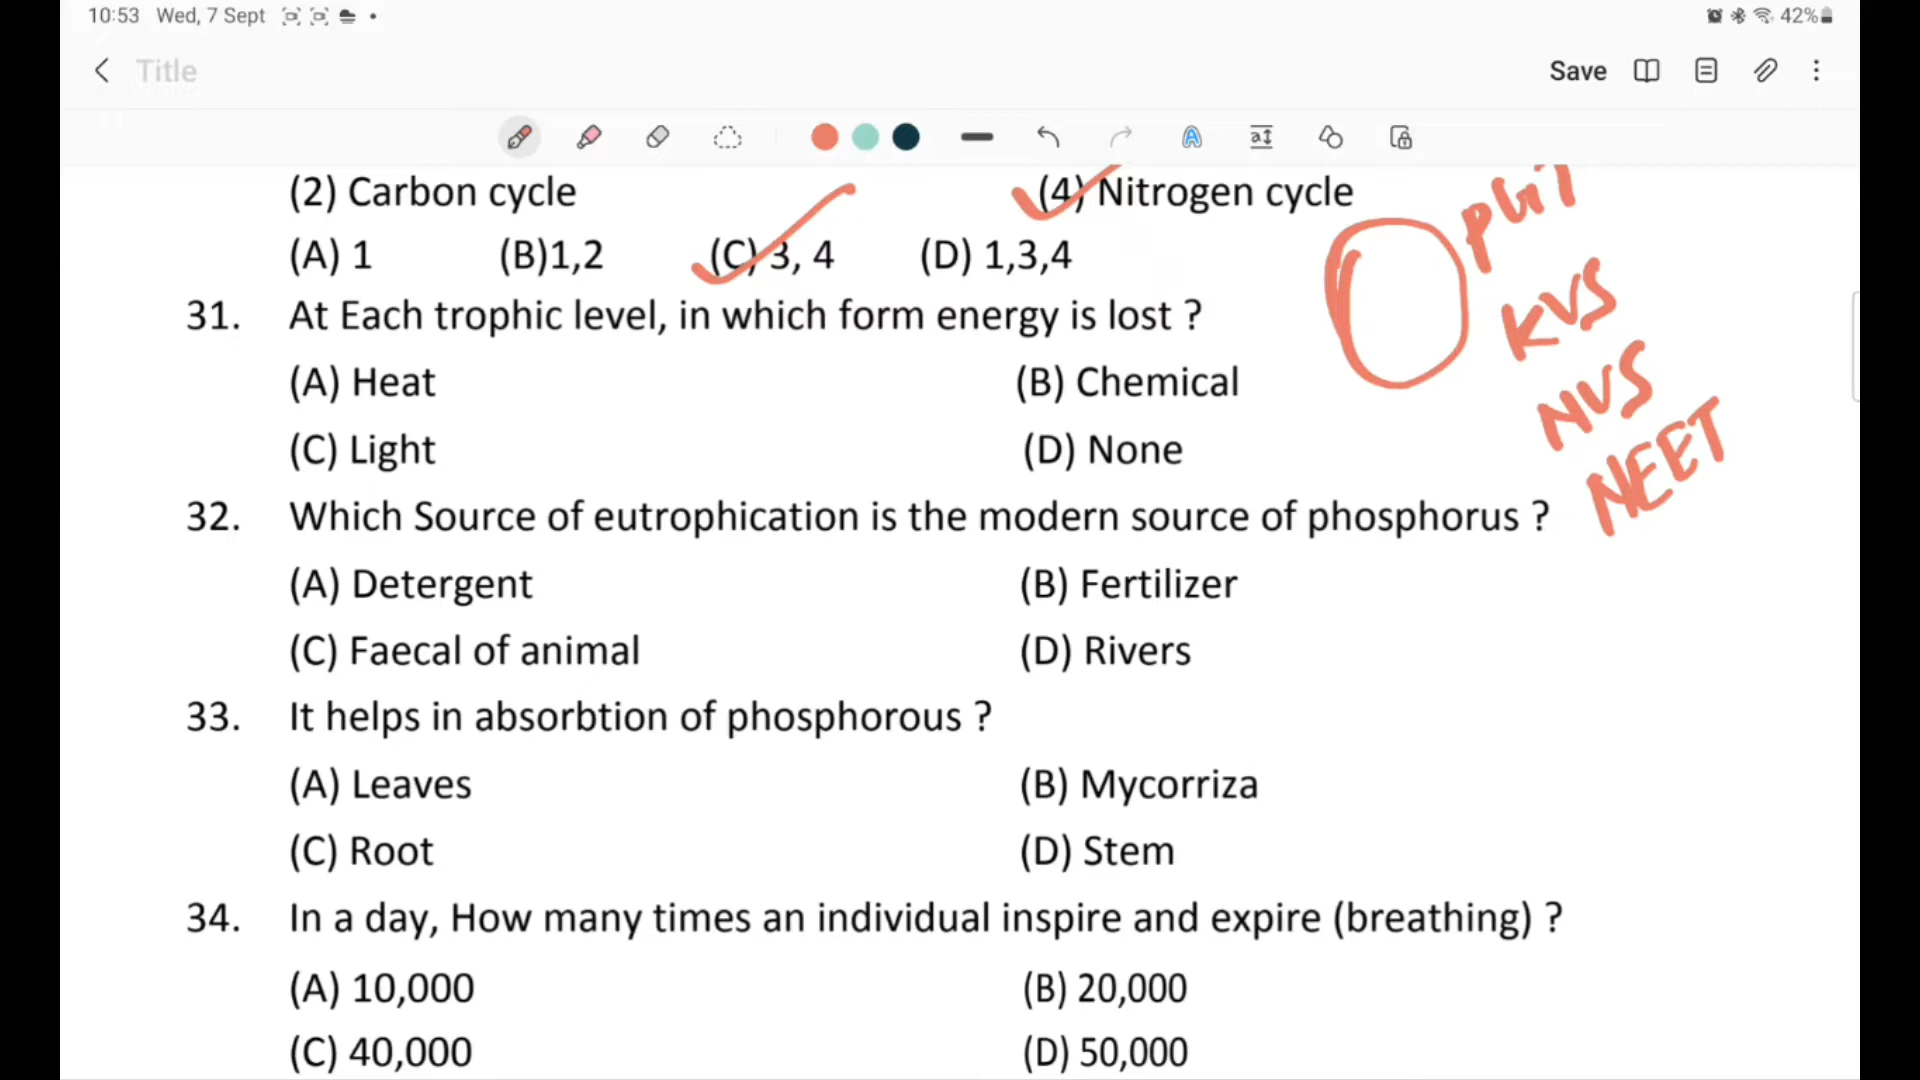 10:53 Wed, 7 Sept 42%
Title Save
(2) Carbon cycle (4) Nitrogen cycle
(A) 1 (B)1,2 (C) 3, 4 (D) 1,3,4
31. At Each trophic level, in which form energy is lost ?
(A) Heat (B) Chemical
(C) Light (D) None
32. Which Source of eutrophication is the modern source of phosphorus ?
(A) Detergent (B) Fertilizer
(C) Faecal of animal (D) Rivers
33. It helps in absorbtion of phosphorous ?
(A) Leaves (B) Mycorriza
(C) Root (D) Stem
34. In a day, How many times an individual inspire and expire (breathing) ?
(A) 10,000 (B) 20,000
(C) 40,000 (D) 50,000
KVS
NVS
NEET